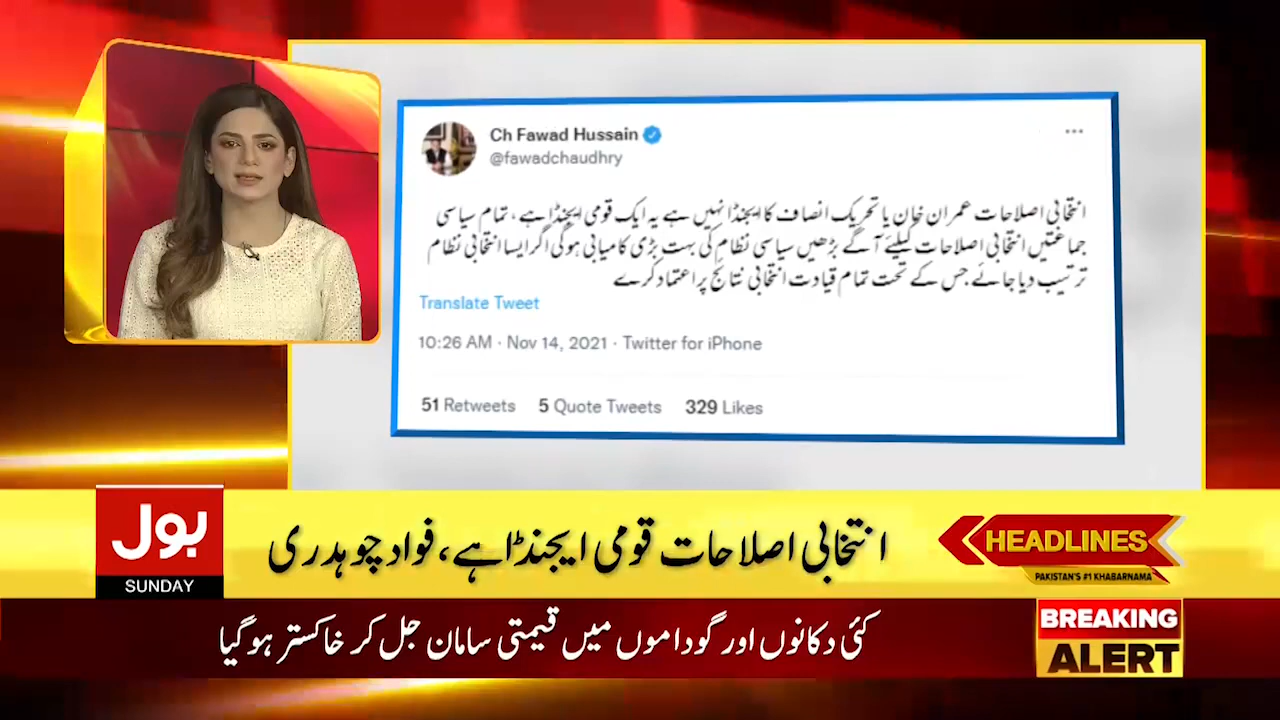 Ch Fawad Hussain
@fawadchaudhry
انتخابی اصلاحات عمران خان یا تحریک انصاف کا ایجنڈا نہیں ہے یہ ایک قومی ایجنڈا ہے، تمام سیاسی
جماعتیں انتخابی اصلاحات کیلئے آگے بڑھیں سیاسی نظام کی بہت بڑی کامیابی ہوگی اگر ایسا انتخابی نظام
ترتیب دیا جائے جس کے تحت تمام قیادت انتخابی نتائج پر اعتماد کرے
Translate Tweet
10:26 AM · Nov 14, 2021 · Twitter for iPhone
51 Retweets 5 Quote Tweets 329 Likes
بول
SUNDAY
انتخابی اصلاحات قومی ایجنڈا ہے، فواد چوہدری
HEADLINES
PAKISTAN'S #1 KHABARNAMA
کئی دکانوں اور گوداموں میں قیمتی سامان جل کر خاکستر ہوگیا
BREAKING
ALERT